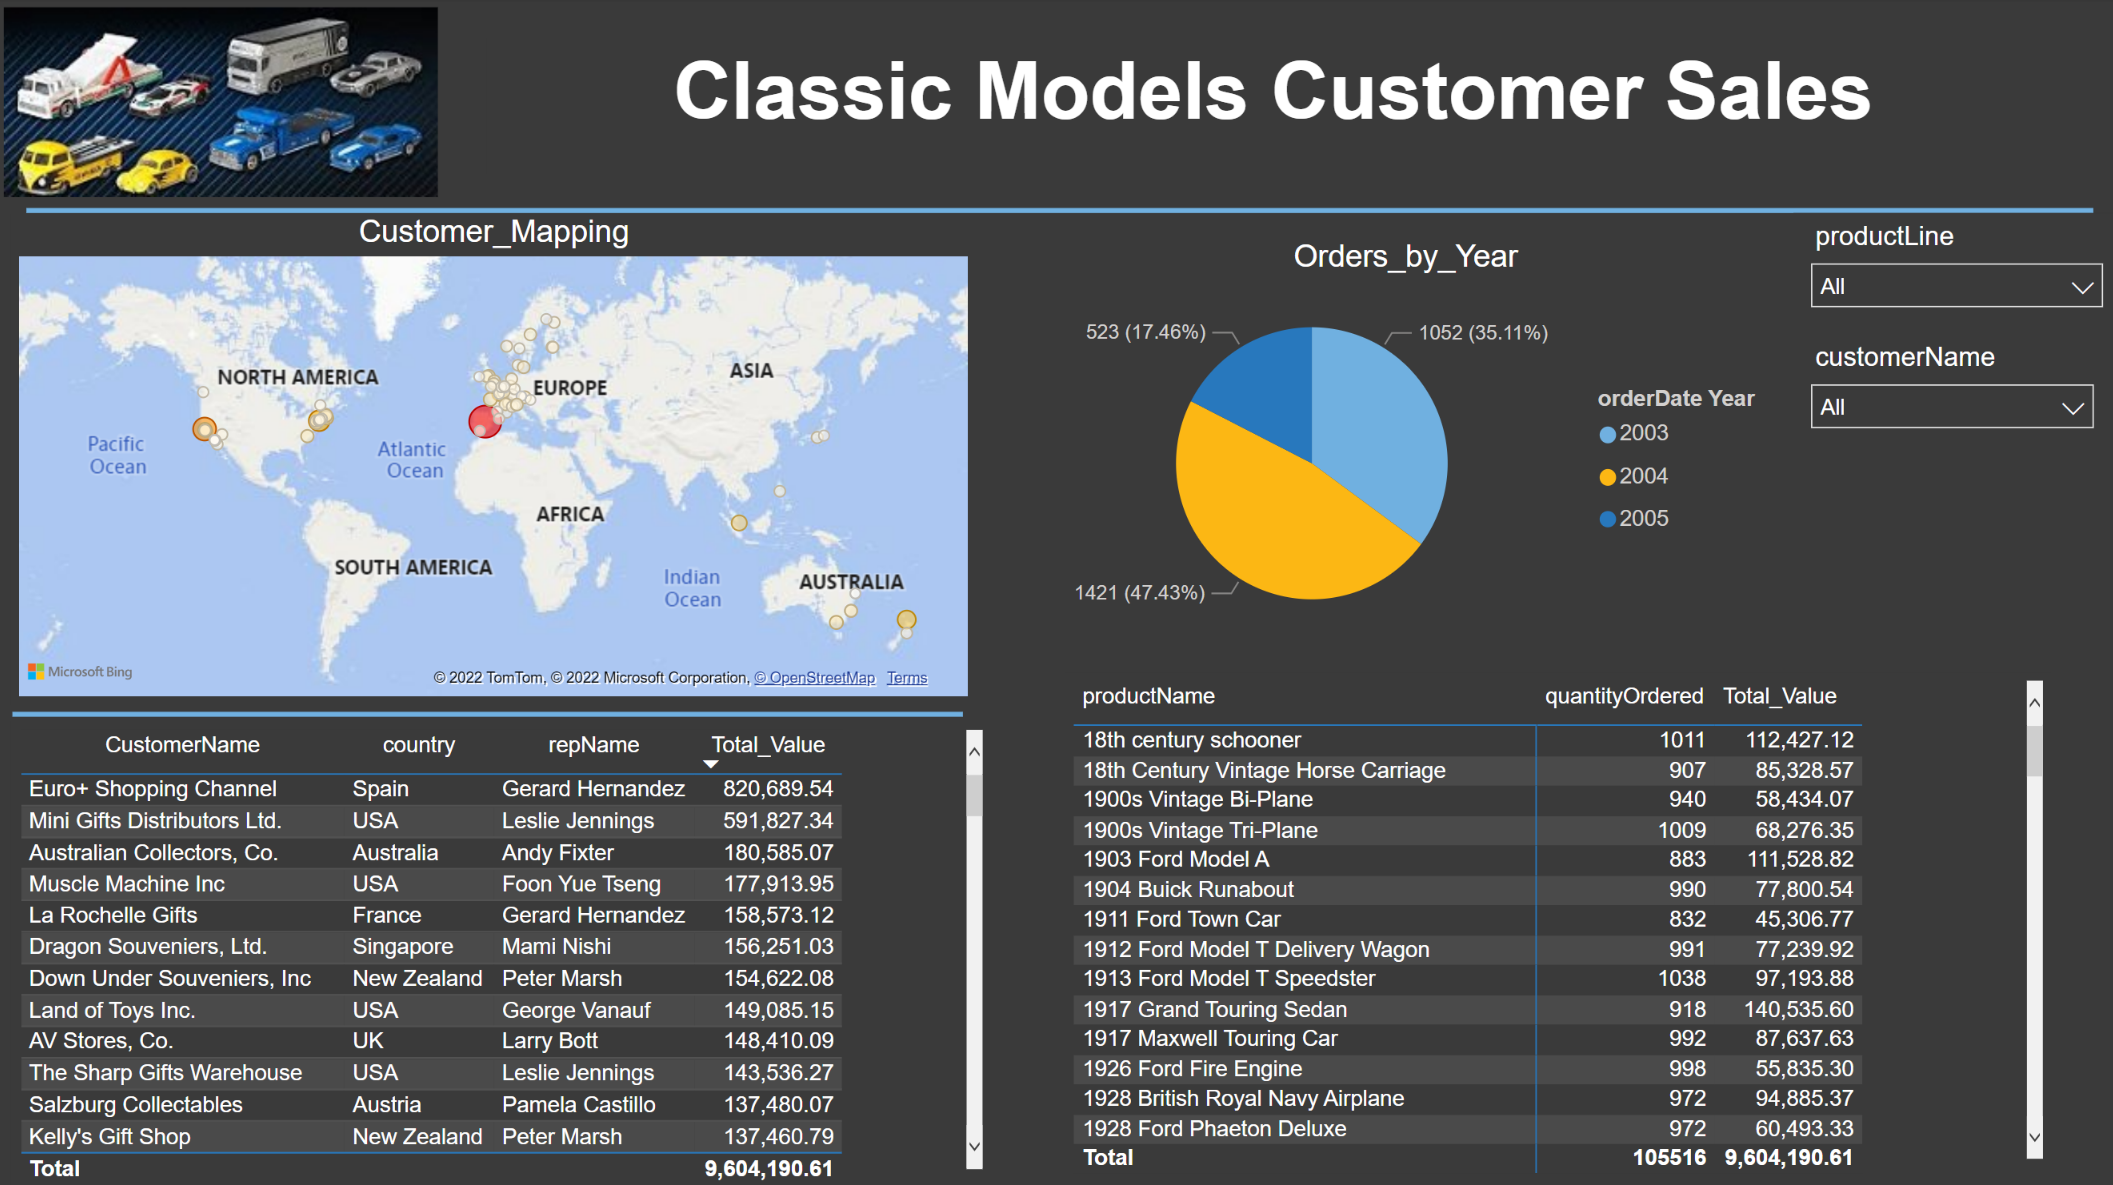 Classic Models Customer Sales
Customer_Mapping
NORTH AMERICA
EUROPE
ASIA
Pacific
Ocean
Atlantic
Ocean
AFRICA
SOUTH AMERICA
Indian
Ocean
AUSTRALIA
Microsoft Bing
© 2022 TomTom, © 2022 Microsoft Corporation, © OpenStreetMap Terms
Orders_by_Year
523 (17.46%)
1052 (35.11%)
1421 (47.43%)
orderDate Year
2003
2004
2005
productLine
All
customerName
All
CustomerName country repName Total_Value
Euro+ Shopping Channel Spain Gerard Hernandez 820,689.54
Mini Gifts Distributors Ltd. USA Leslie Jennings 591,827.34
Australian Collectors, Co. Australia Andy Fixter 180,585.07
Muscle Machine Inc USA Foon Yue Tseng 177,913.95
La Rochelle Gifts France Gerard Hernandez 158,573.12
Dragon Souveniers, Ltd. Singapore Mami Nishi 156,251.03
Down Under Souveniers, Inc New Zealand Peter Marsh 154,622.08
Land of Toys Inc. USA George Vanauf 149,085.15
AV Stores, Co. UK Larry Bott 148,410.09
The Sharp Gifts Warehouse USA Leslie Jennings 143,536.27
Salzburg Collectables Austria Pamela Castillo 137,480.07
Kelly's Gift Shop New Zealand Peter Marsh 137,460.79
Total 9,604,190.61
productName quantityOrdered Total_Value
18th century schooner 1011 112,427.12
18th Century Vintage Horse Carriage 907 85,328.57
1900s Vintage Bi-Plane 940 58,434.07
1900s Vintage Tri-Plane 1009 68,276.35
1903 Ford Model A 883 111,528.82
1904 Buick Runabout 990 77,800.54
1911 Ford Town Car 832 45,306.77
1912 Ford Model T Delivery Wagon 991 77,239.92
1913 Ford Model T Speedster 1038 97,193.88
1917 Grand Touring Sedan 918 140,535.60
1917 Maxwell Touring Car 992 87,637.63
1926 Ford Fire Engine 998 55,835.30
1928 British Royal Navy Airplane 972 94,885.37
1928 Ford Phaeton Deluxe 972 60,493.33
Total 105516 9,604,190.61